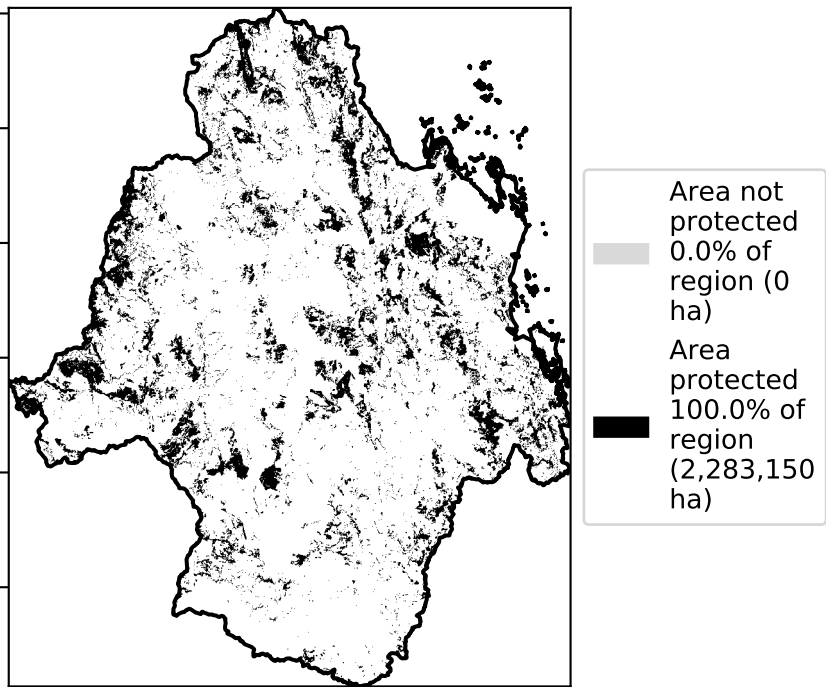 Area not
protected
0.0% of
region (0
ha)
Area
protected
100.0% of
region
(2,283,150
ha)